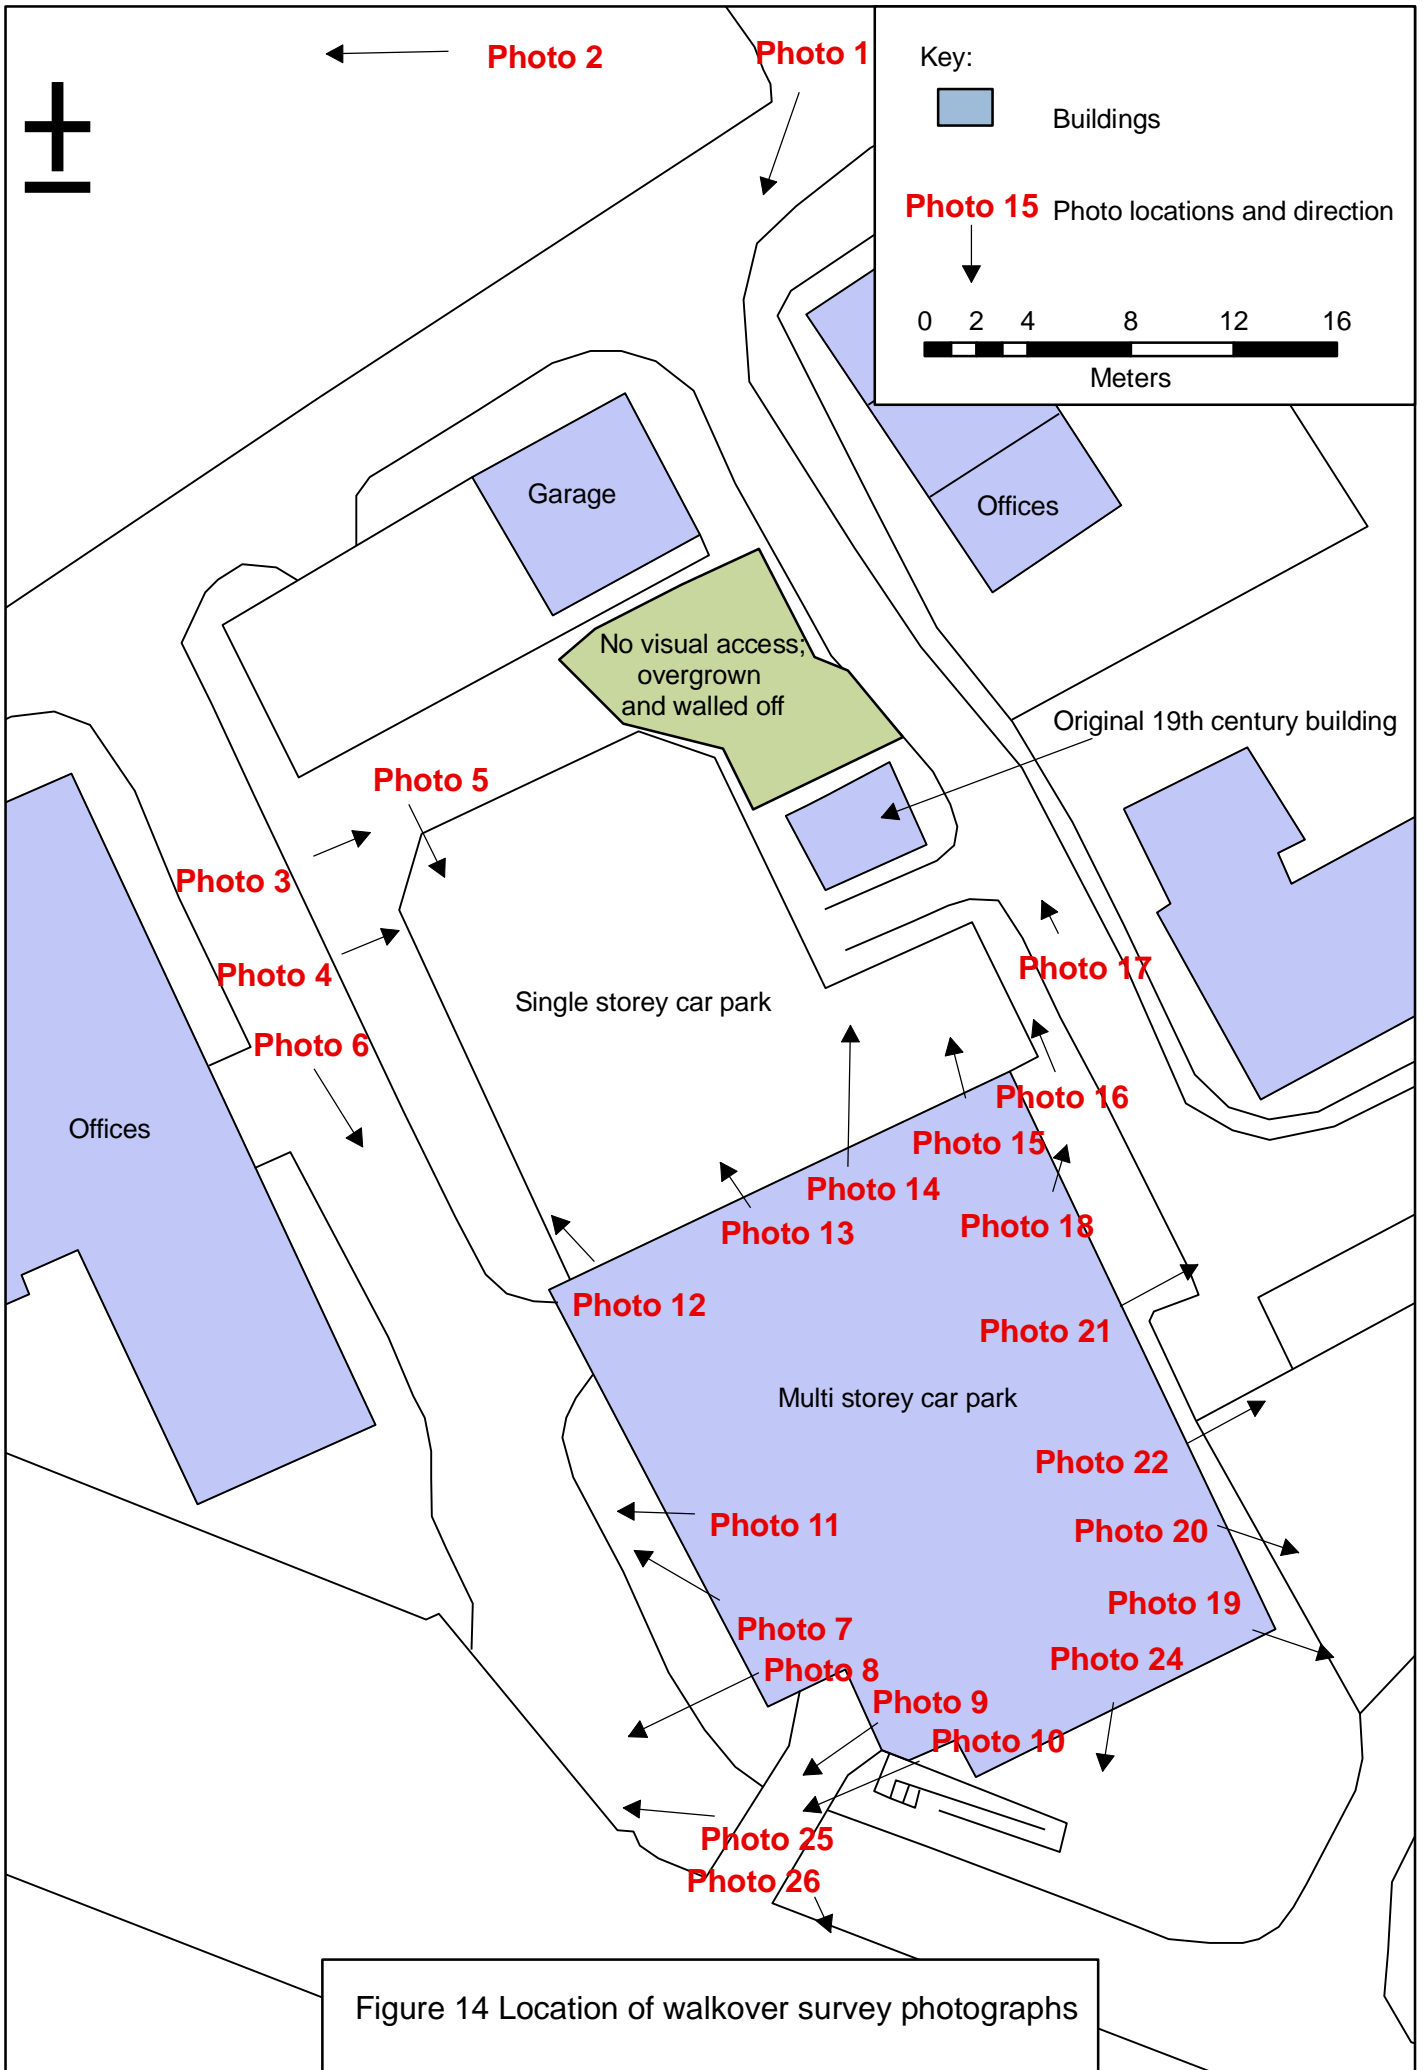 Photo 2
Photo 1
Key:
Buildings
Photo 15 Photo locations and direction
0 2 4 8 12 16
Meters
Garage
Offices
No visual access;
overgrown
and walled off
Original 19th century building
Photo 5
Photo 3
Photo 4
Photo 17
Single storey car park
Photo 6
Photo 16
Offices
Photo 15
Photo 14
Photo 18
Photo 13
Photo 12
Photo 21
Multi storey car park
Photo 22
Photo 11
Photo 20
Photo 19
Photo 7
Photo 24
Photo 8
Photo 9
Photo 10
Photo 25
Photo 26
Figure 14 Location of walkover survey photographs